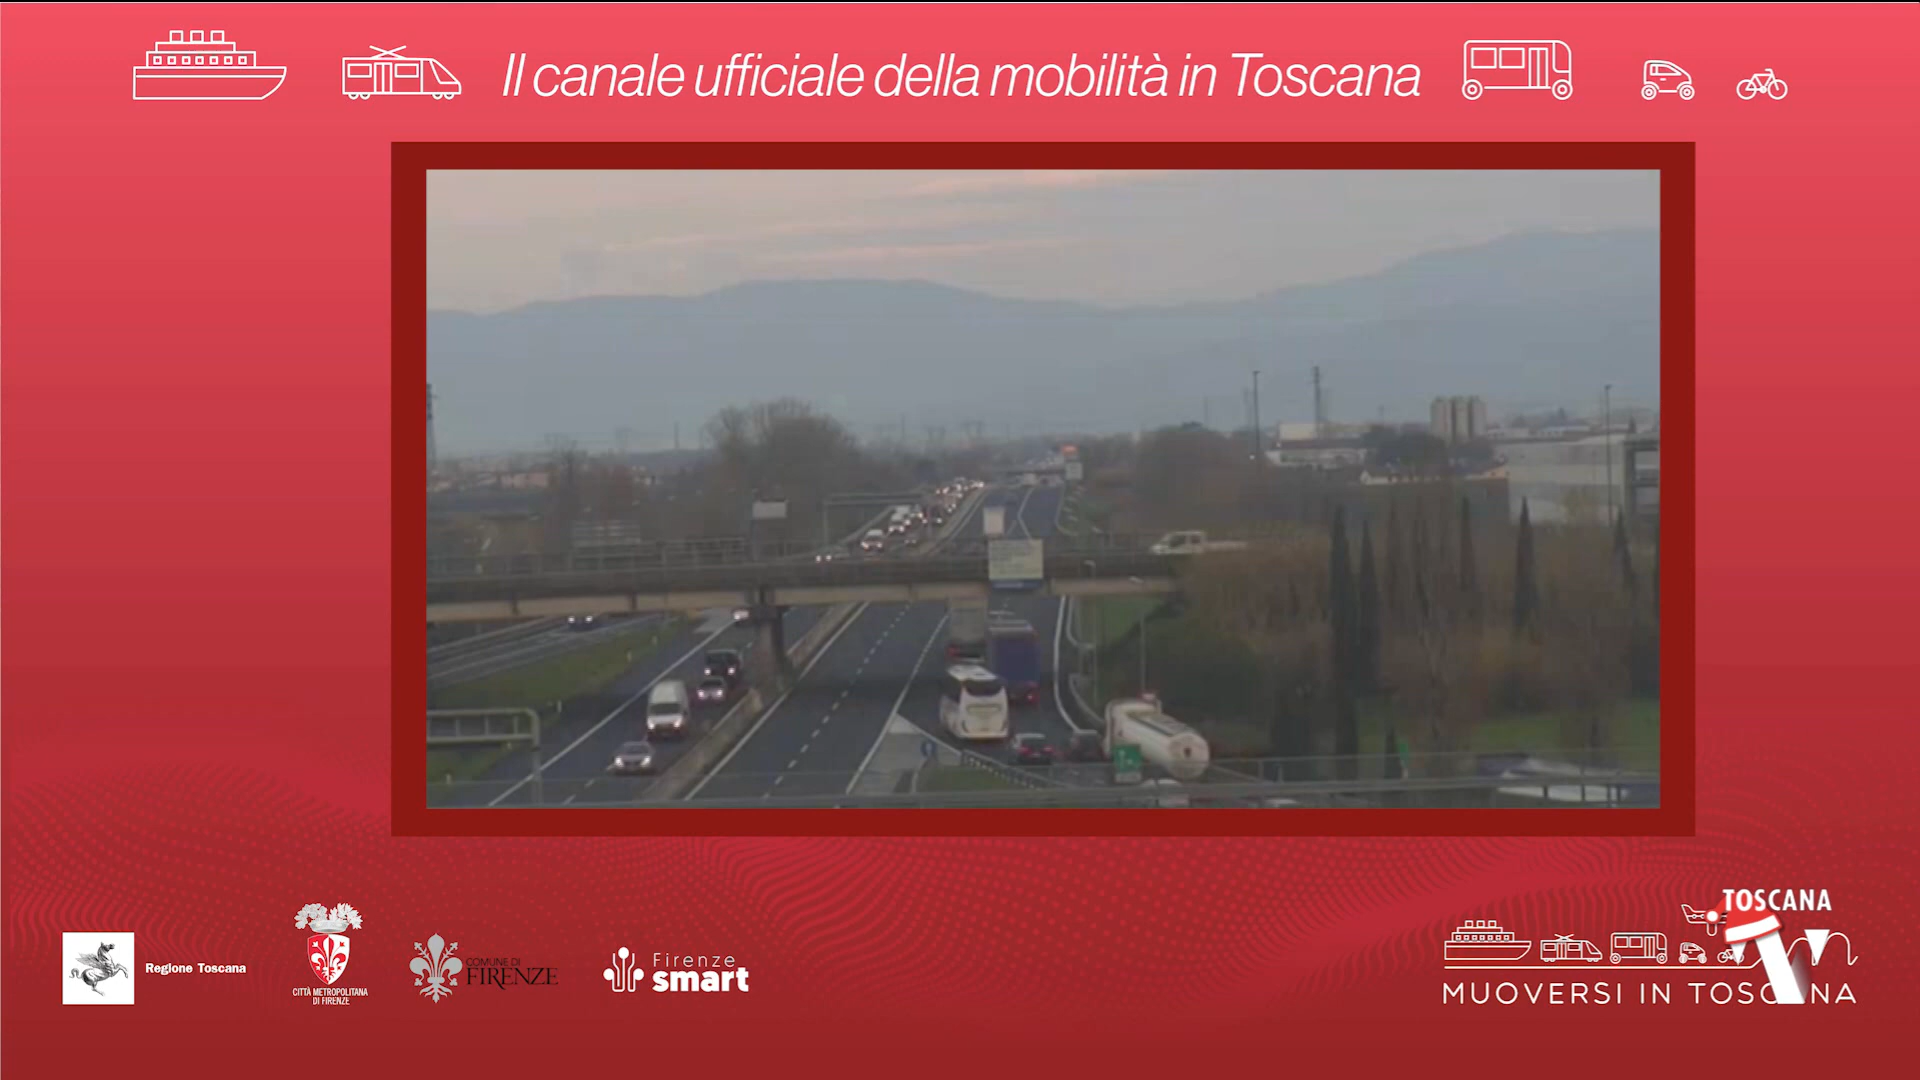 Il canale ufficiale della mobilità in Toscana
Regione Toscana
CITTÀ METROPOLITANA
DI FIRENZE
COMUNE DI
FIRENZE
Firenze
smart
TOSCANA
MUOVERSI IN TOSCANA